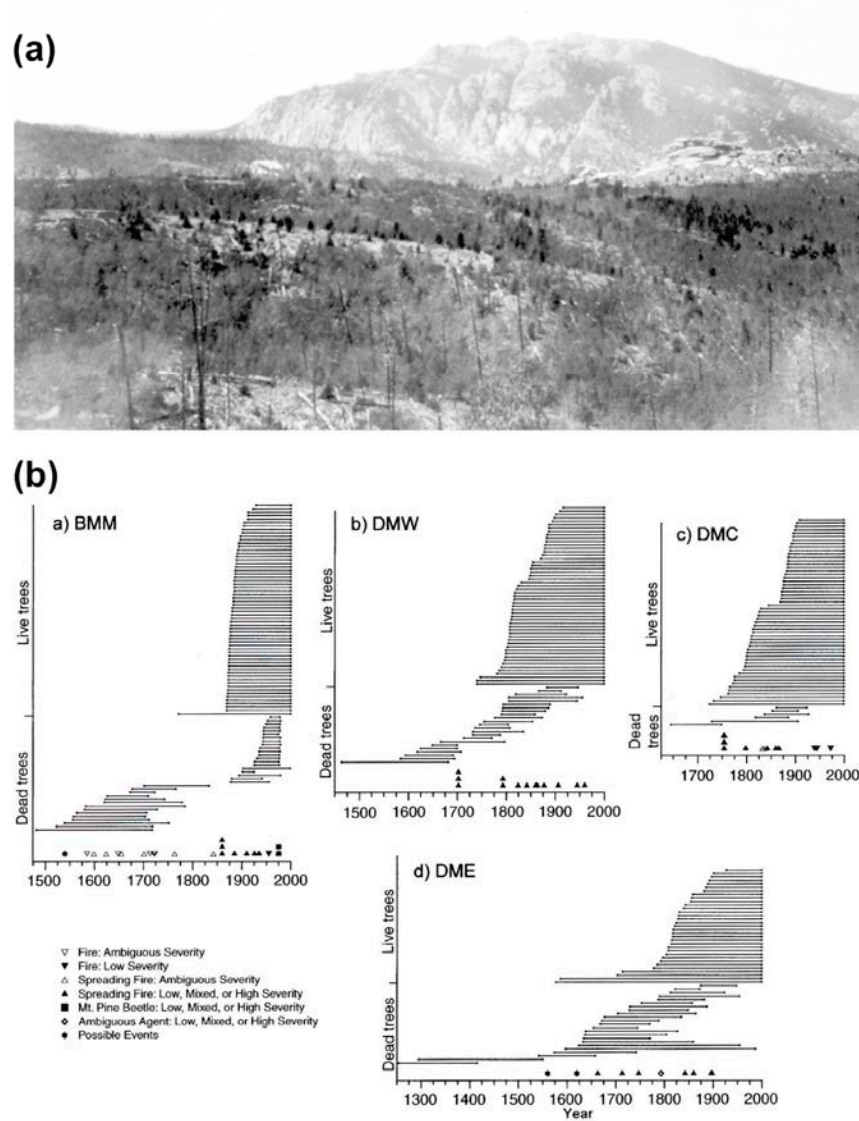 (a)
(b)
a) BMM
Live trees
Dead trees
1500 1600 1700 1800 1900 2000
b) DMW
Live trees
Dead trees
1500 1600 1700 1800 1900 2000
c) DMC
Live trees
Dead
trees
1700 1800 1900 2000
d) DME
Live trees
Dead trees
1300 1400 1500 1600 1700 1800 1900 2000
Year
Fire: Ambiguous Severity
Fire: Low Severity
Spreading Fire: Ambiguous Severity
Spreading Fire: Low, Mixed, or High Severity
Mt. Pine Beetle: Low, Mixed, or High Severity
Ambiguous Agent: Low, Mixed, or High Severity
Possible Events